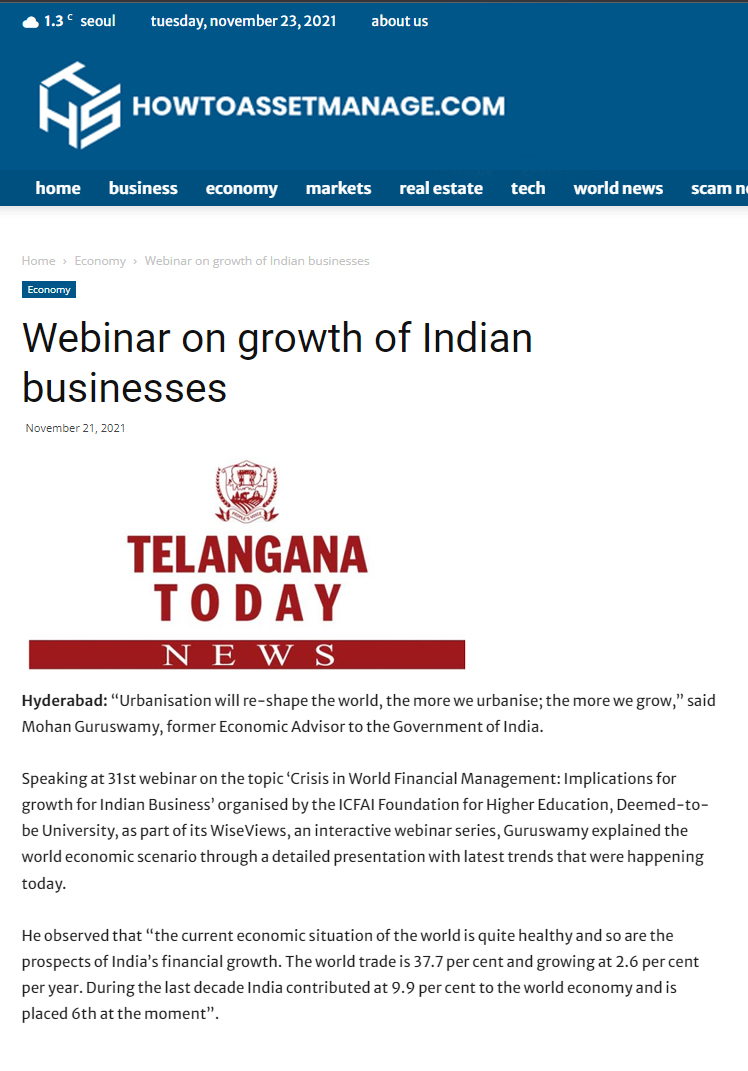 1.3 C seoul tuesday, november 23, 2021 about us
HTS HOWTOASSETMANAGE.COM
home business economy markets real estate tech world news scam n
Home › Economy › Webinar on growth of Indian businesses
Economy
Webinar on growth of Indian
businesses
November 21, 2021
TELANGANA
TODAY
NEWS
Hyderabad: “Urbanisation will re-shape the world, the more we urbanise; the more we grow,” said
Mohan Guruswamy, former Economic Advisor to the Government of India.
Speaking at 31st webinar on the topic ‘Crisis in World Financial Management: Implications for
growth for Indian Business’ organised by the ICFAI Foundation for Higher Education, Deemed-to-
be University, as part of its WiseViews, an interactive webinar series, Guruswamy explained the
world economic scenario through a detailed presentation with latest trends that were happening
today.
He observed that “the current economic situation of the world is quite healthy and so are the
prospects of India’s financial growth. The world trade is 37.7 per cent and growing at 2.6 per cent
per year. During the last decade India contributed at 9.9 per cent to the world economy and is
placed 6th at the moment”.